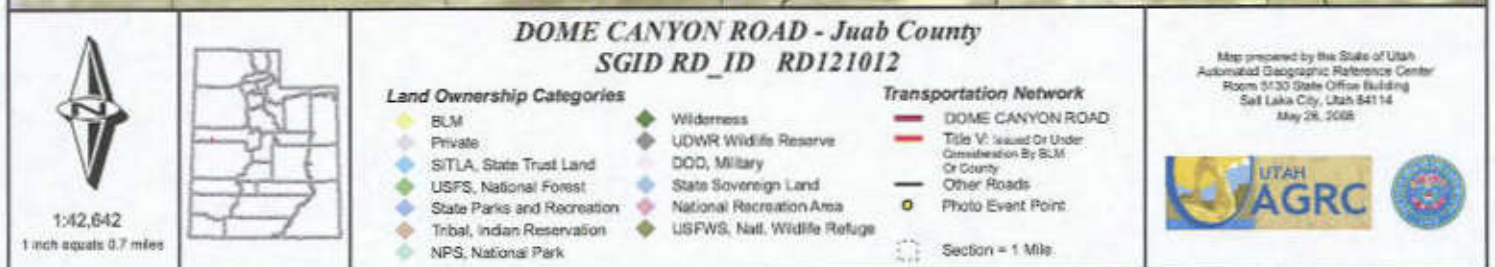 DOME CANYON ROAD - Juab County
SGID RD_ID RD121012
N
1:42,642
1 inch equals 0.7 miles
Land Ownership Categories
BLM
Private
SITLA, State Trust Land
USFS, National Forest
State Parks and Recreation
Tribal, Indian Reservation
NPS, National Park
Wilderness
UDWR Wildlife Reserve
DOD, Military
State Sovereign Land
National Recreation Area
USFWS, Natl. Wildlife Refuge
Transportation Network
DOME CANYON ROAD
Title V: Issued Or Under
Consideration By BLM
Or County
Other Roads
Photo Event Point
Section = 1 Mile
Map prepared by the State of Utah
Automated Geographic Reference Center
Room 5130 State Office Building
Salt Lake City, Utah 84114
May 28, 2008
UTAH
AGRC